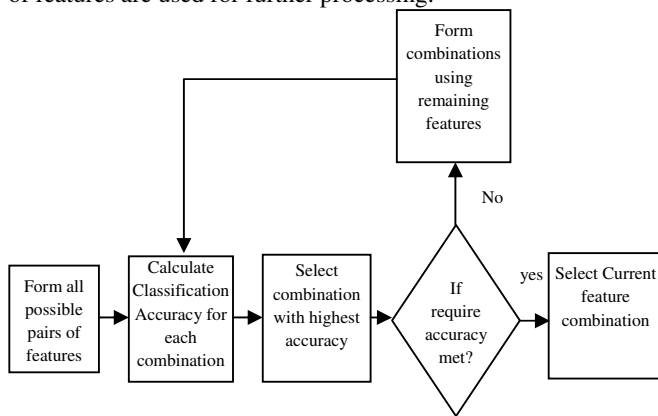 of features are used for further processing.
Form
combinations
using
remaining
features
No
Form all
possible
pairs of
features
Calculate
Classification
Accuracy for
each
combination
Select
combination
with highest
accuracy
If
require
accuracy
met?
yes
Select Current
feature
combination